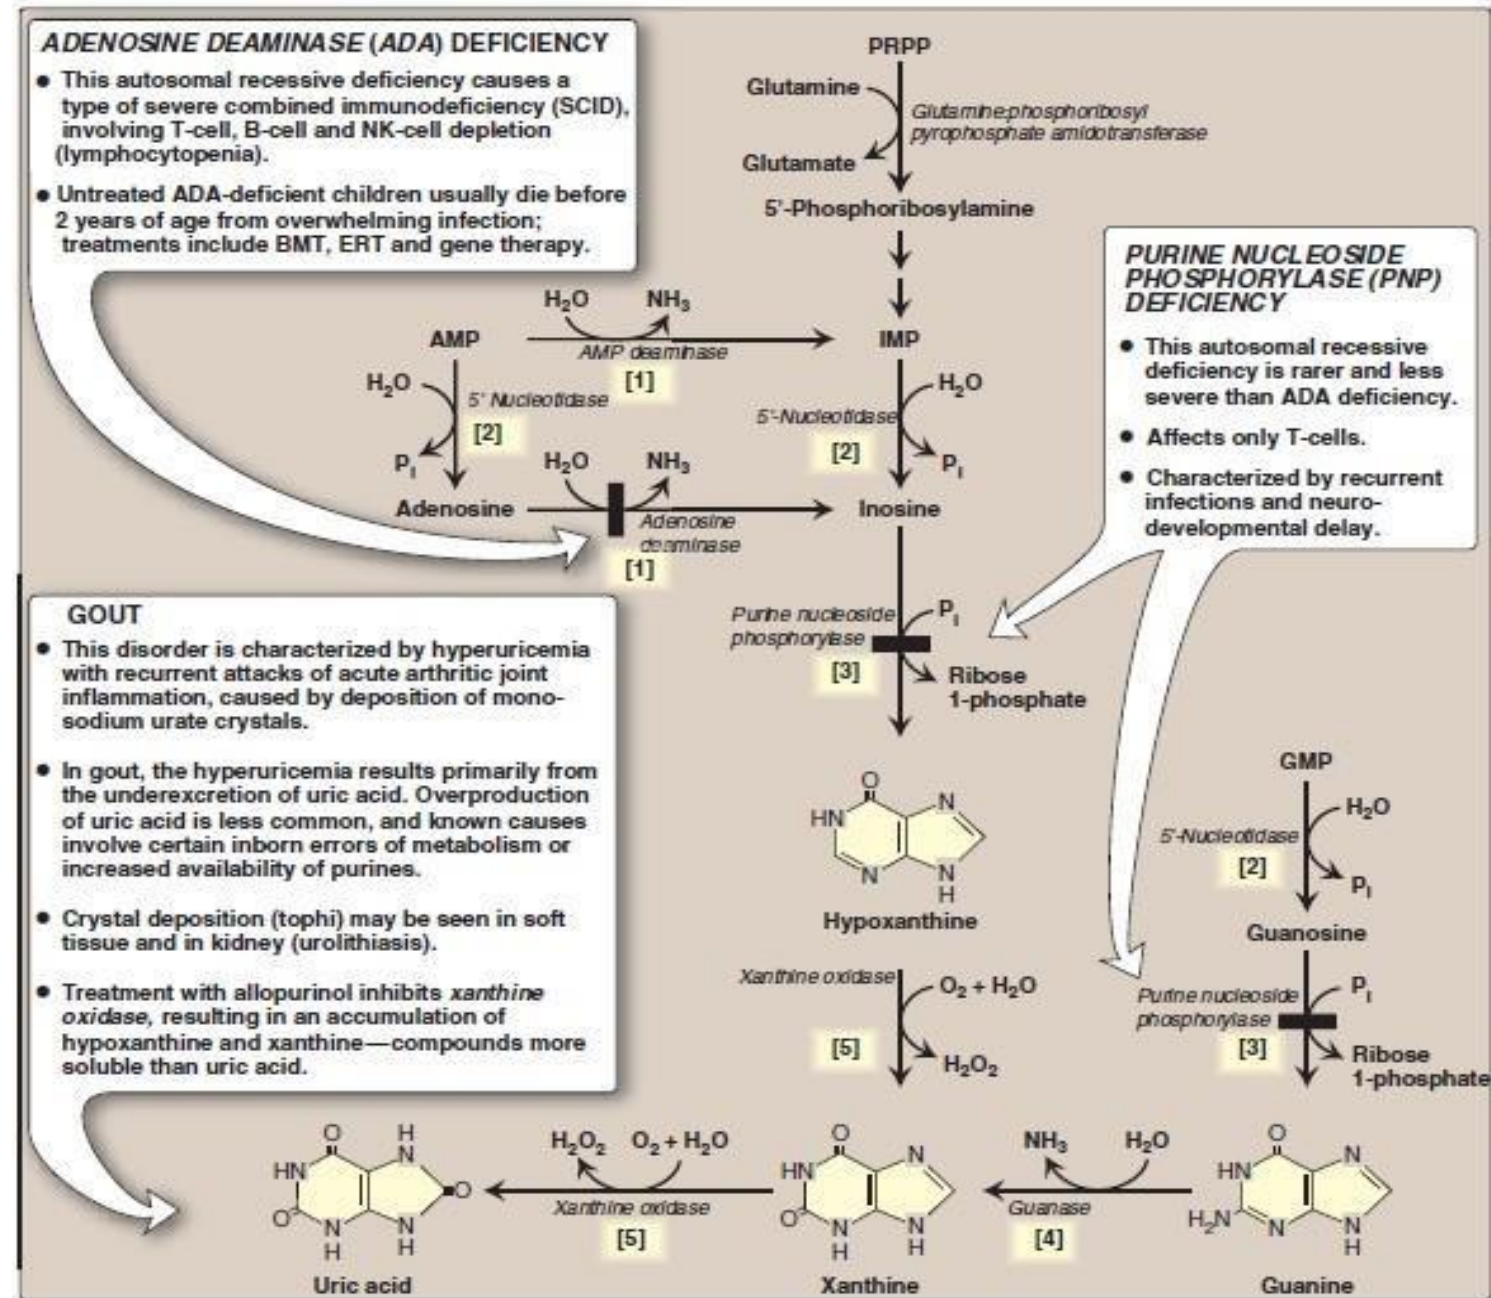 ADENOSINE DEAMINASE (ADA) DEFICIENCY
● This autosomal recessive deficiency causes a
type of severe combined immunodeficiency (SCID),
involving T-cell, B-cell and NK-cell depletion
(lymphocytopenia).
● Untreated ADA-deficient children usually die before
2 years of age from overwhelming infection;
treatments include BMT, ERT and gene therapy.
PRPP
Glutamine
Glutamine:phosphoribosyl
pyrophosphate amidotransferase
Glutamate
5'-Phosphoribosylamine
PURINE NUCLEOSIDE
PHOSPHORYLASE (PNP)
DEFICIENCY
● This autosomal recessive
deficiency is rarer and less
severe than ADA deficiency.
● Affects only T-cells.
● Characterized by recurrent
infections and neuro-
developmental delay.
H₂O NH₃
AMP
AMP deaminase
[1]
IMP
H₂O
5' Nucleotidase
[2]
Pi
H₂O
5'-Nucleotidase
[2]
Pi
H₂O NH₃
Adenosine
Adenosine
deaminase
[1]
Inosine
Purine nucleoside
phosphorylase
[3]
Pi
Ribose
1-phosphate
GOUT
● This disorder is characterized by hyperuricemia
with recurrent attacks of acute arthritic joint
inflammation, caused by deposition of mono-
sodium urate crystals.
● In gout, the hyperuricemia results primarily from
the underexcretion of uric acid. Overproduction
of uric acid is less common, and known causes
involve certain inborn errors of metabolism or
increased availability of purines.
● Crystal deposition (tophi) may be seen in soft
tissue and in kidney (urolithiasis).
● Treatment with allopurinol inhibits xanthine
oxidase, resulting in an accumulation of
hypoxanthine and xanthine—compounds more
soluble than uric acid.
O
HN
N
N
N
H
Hypoxanthine
GMP
H₂O
5'-Nucleotidase
[2]
Pi
Guanosine
Xanthine oxidase
O₂ + H₂O
[5]
H₂O₂
Purine nucleoside
phosphorylase
[3]
Pi
Ribose
1-phosphate
O
H
N
HN
O
O
N
H
N
H
Uric acid
H₂O₂ O₂ + H₂O
Xanthine oxidase
[5]
O
HN
N
O
N
H
N
H
Xanthine
NH₃ H₂O
Guanase
[4]
O
HN
N
H₂N
N
N
H
Guanine